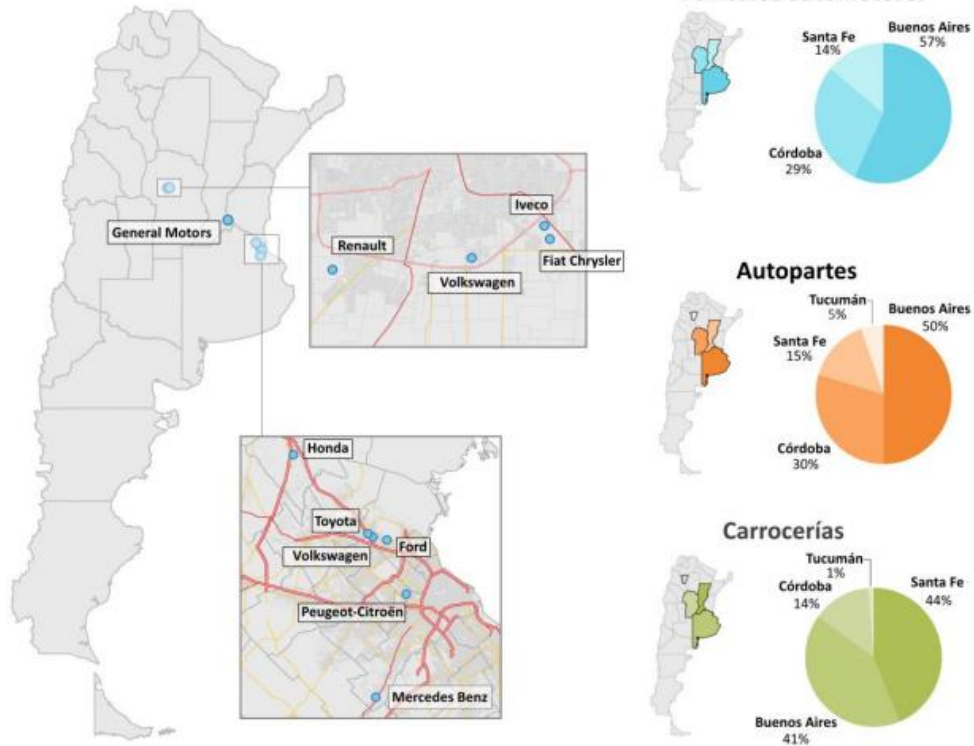 Santa Fe
14%
Buenos Aires
57%
Córdoba
29%
General Motors
Iveco
Renault
Fiat Chrysler
Volkswagen
Autopartes
Tucumán
5%
Buenos Aires
50%
Santa Fe
15%
Córdoba
30%
Honda
Toyota
Volkswagen
Ford
Peugeot-Citroën
Mercedes Benz
Carrocerías
Tucumán
1%
Córdoba
14%
Santa Fe
44%
Buenos Aires
41%